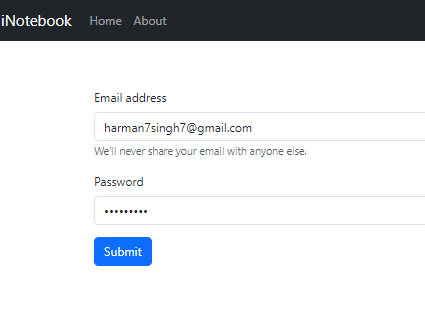 iNotebook Home About
Email address
harman7singh7@gmail.com
We'll never share your email with anyone else.
Password
•••••••••
Submit